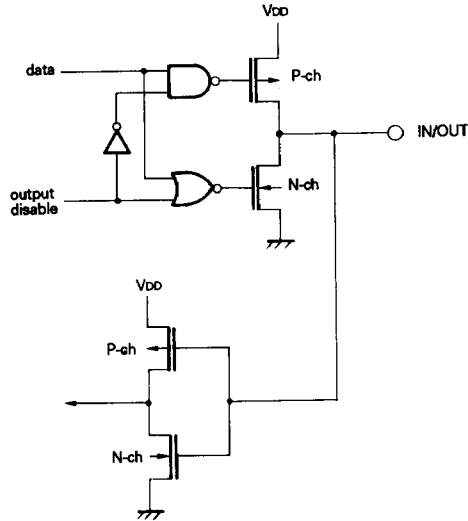 VDD
data
P-ch
IN/OUT
output
disable
N-ch
VDD
P-ch
N-ch